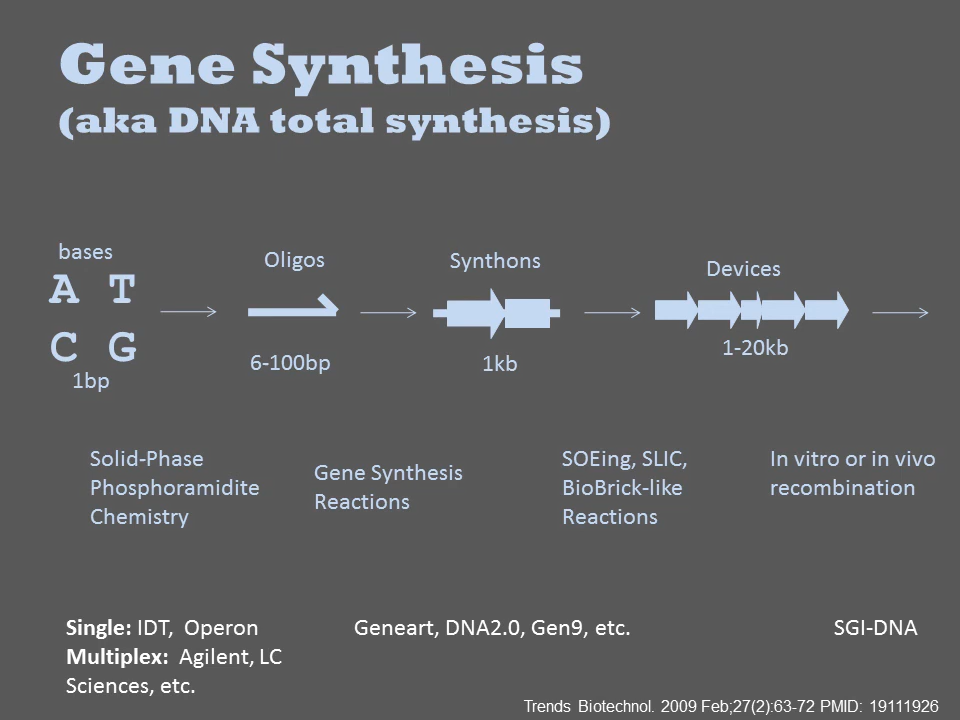 Gene Synthesis
(aka DNA total synthesis)
bases
A T
C G
1bp
Oligos
6-100bp
Synthons
1kb
Devices
1-20kb
Solid-Phase
Phosphoramidite
Chemistry
Gene Synthesis
Reactions
SOEing, SLIC,
BioBrick-like
Reactions
In vitro or in vivo
recombination
Single: IDT, Operon
Multiplex: Agilent, LC
Sciences, etc.
Geneart, DNA2.0, Gen9, etc.
SGI-DNA
Trends Biotechnol. 2009 Feb;27(2):63-72 PMID: 19111926